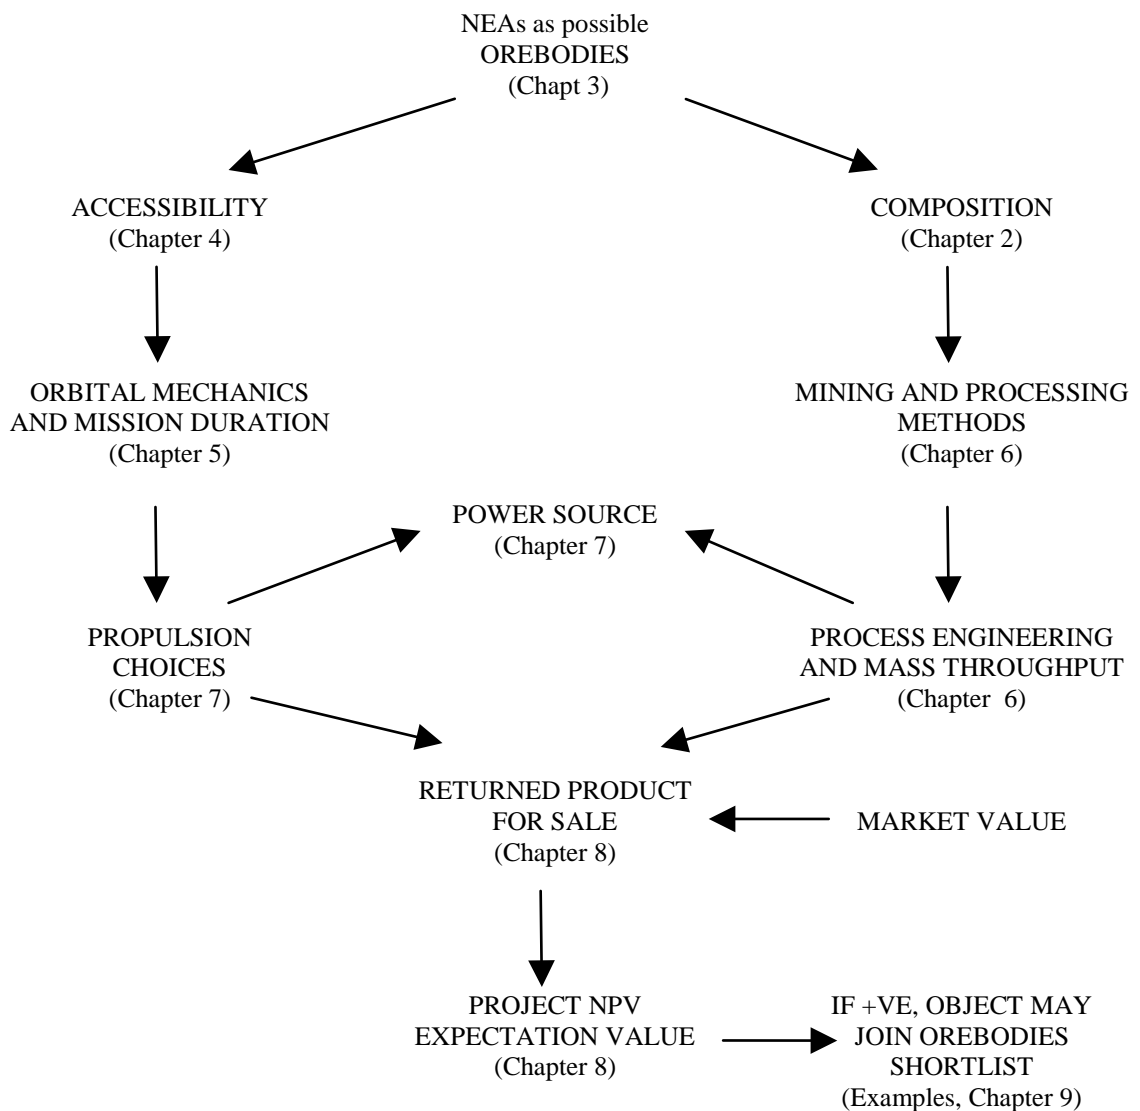 NEAs as possible
OREBODIES
(Chapt 3)
ACCESSIBILITY
(Chapter 4)
COMPOSITION
(Chapter 2)
ORBITAL MECHANICS
AND MISSION DURATION
(Chapter 5)
MINING AND PROCESSING
METHODS
(Chapter 6)
POWER SOURCE
(Chapter 7)
PROPULSION
CHOICES
(Chapter 7)
PROCESS ENGINEERING
AND MASS THROUGHPUT
(Chapter  6)
RETURNED PRODUCT
FOR SALE
(Chapter 8)
MARKET VALUE
PROJECT NPV
EXPECTATION VALUE
(Chapter 8)
IF +VE, OBJECT MAY
JOIN OREBODIES
SHORTLIST
(Examples, Chapter 9)